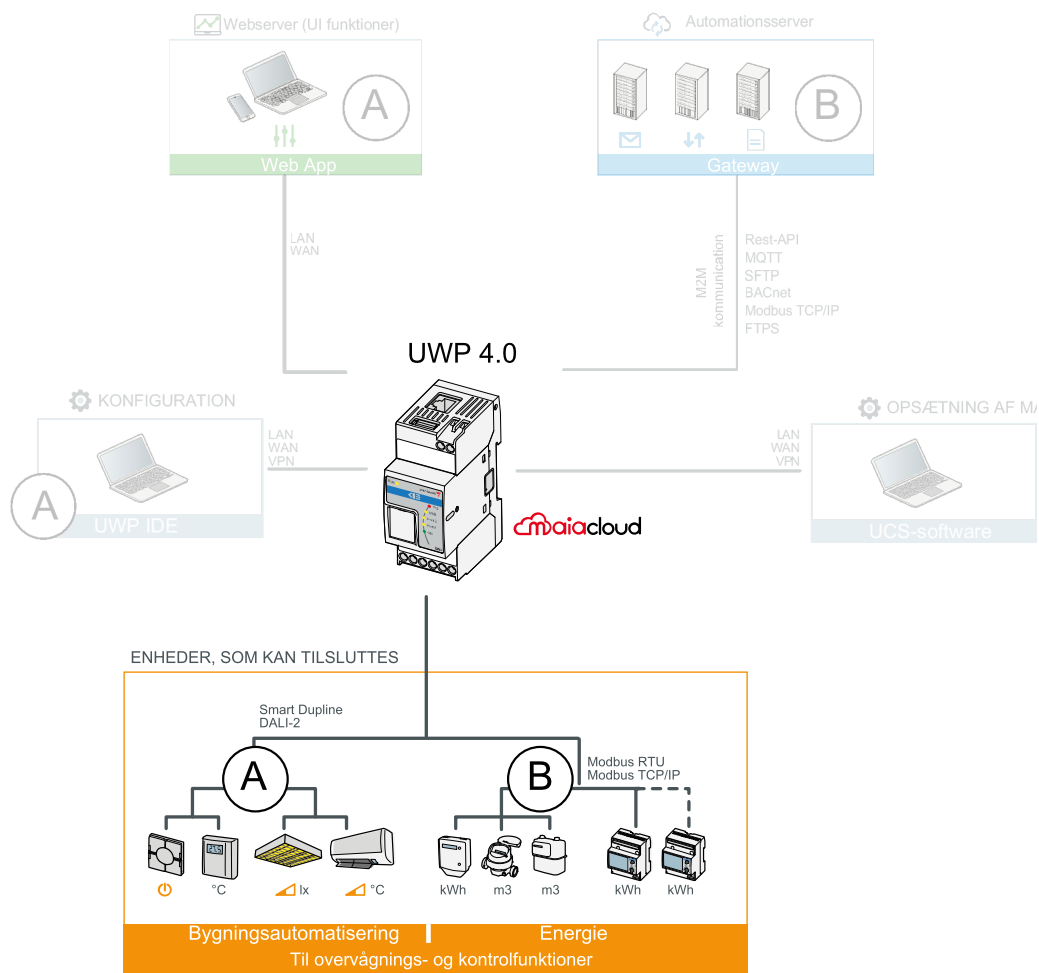 Webserver (UI funktioner)
Automationsserver
A
B
Web App
Gateway
LAN
WAN
M2M
kommunication
Rest-API
MQTT
SFTP
BACnet
Modbus TCP/IP
FTPS
UWP 4.0
KONFIGURATION
OPSÆTNING AF MA
LAN
WAN
VPN
LAN
WAN
VPN
A
UWP IDE
maiacloud
UCS-software
ENHEDER, SOM KAN TILSLUTTES
Smart Dupline
DALI-2
A
B
Modbus RTU
Modbus TCP/IP
°C
lx
°C
kWh
m3
m3
kWh
kWh
Bygningsautomatisering
Energie
Til overvågnings- og kontrolfunktioner